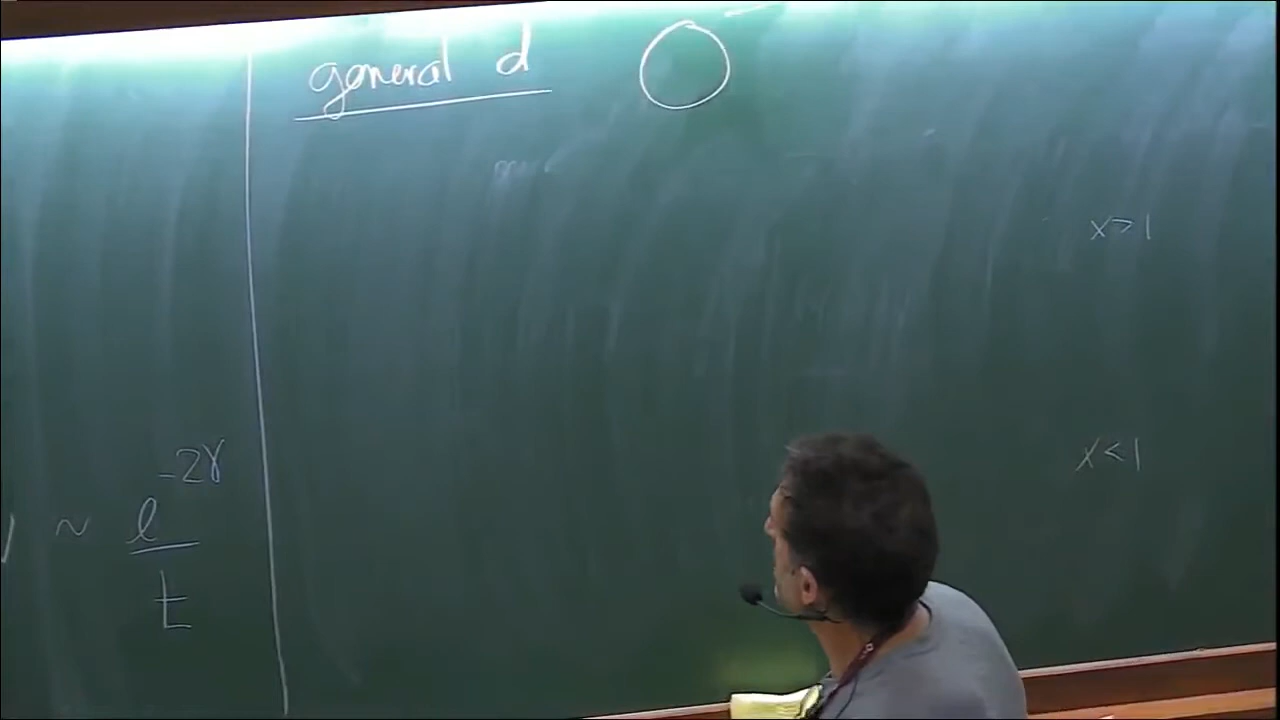 general d
x > 1
x < 1
~ e^{-2γ} / t